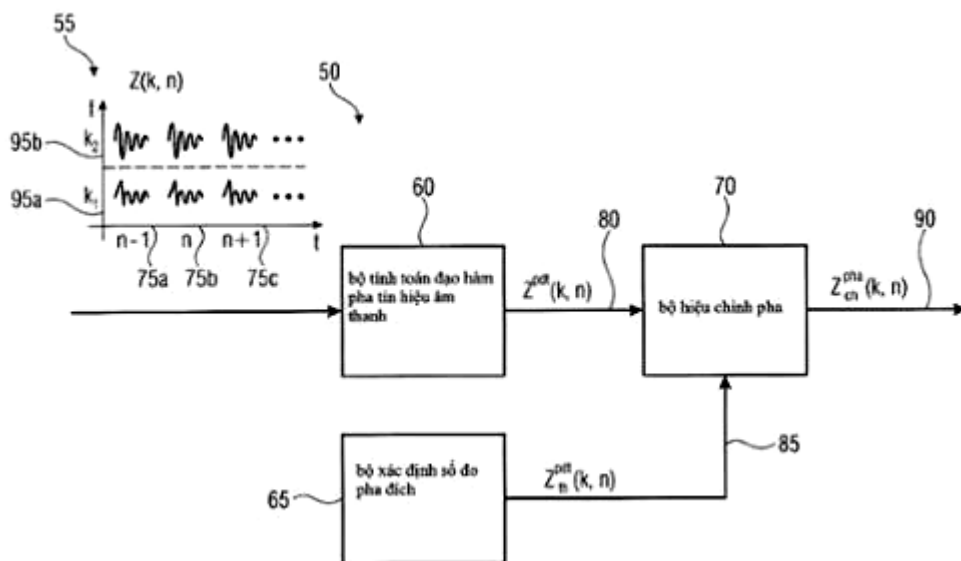 55
Z(k, n)
50
f
95b
k₂
95a
k₁
n-1
n
n+1
t
75a
75b
75c
60
70
80
90
bộ tính toán đạo hàm
pha tín hiệu âm
thanh
Z^pdt(k, n)
bộ hiệu chỉnh pha
Z^pha_ch(k, n)
85
bộ xác định số đo
pha đích
65
Z^pdt_th(k, n)